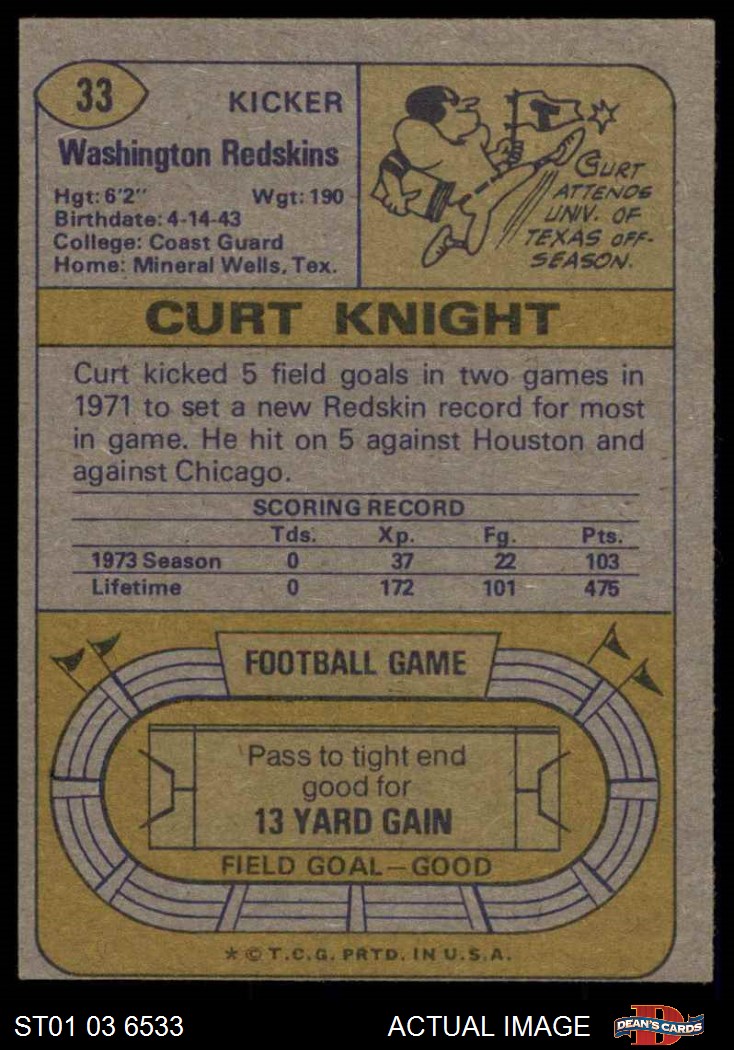 33
KICKER
Washington Redskins
Hgt: 6'2" Wgt: 190
Birthdate: 4-14-43
College: Coast Guard
Home: Mineral Wells, Tex.
T
CURT
ATTENDS
UNIV. OF
TEXAS OFF-
SEASON.
CURT KNIGHT
Curt kicked 5 field goals in two games in
1971 to set a new Redskin record for most
in game. He hit on 5 against Houston and
against Chicago.
SCORING RECORD
Tds. Xp. Fg. Pts.
1973 Season 0 37 22 103
Lifetime 0 172 101 475
FOOTBALL GAME
Pass to tight end
good for
13 YARD GAIN
FIELD GOAL—GOOD
* © T.C.G. PRTD. IN U.S.A.
ST01 03 6533 ACTUAL IMAGE
D
DEAN'S CARDS